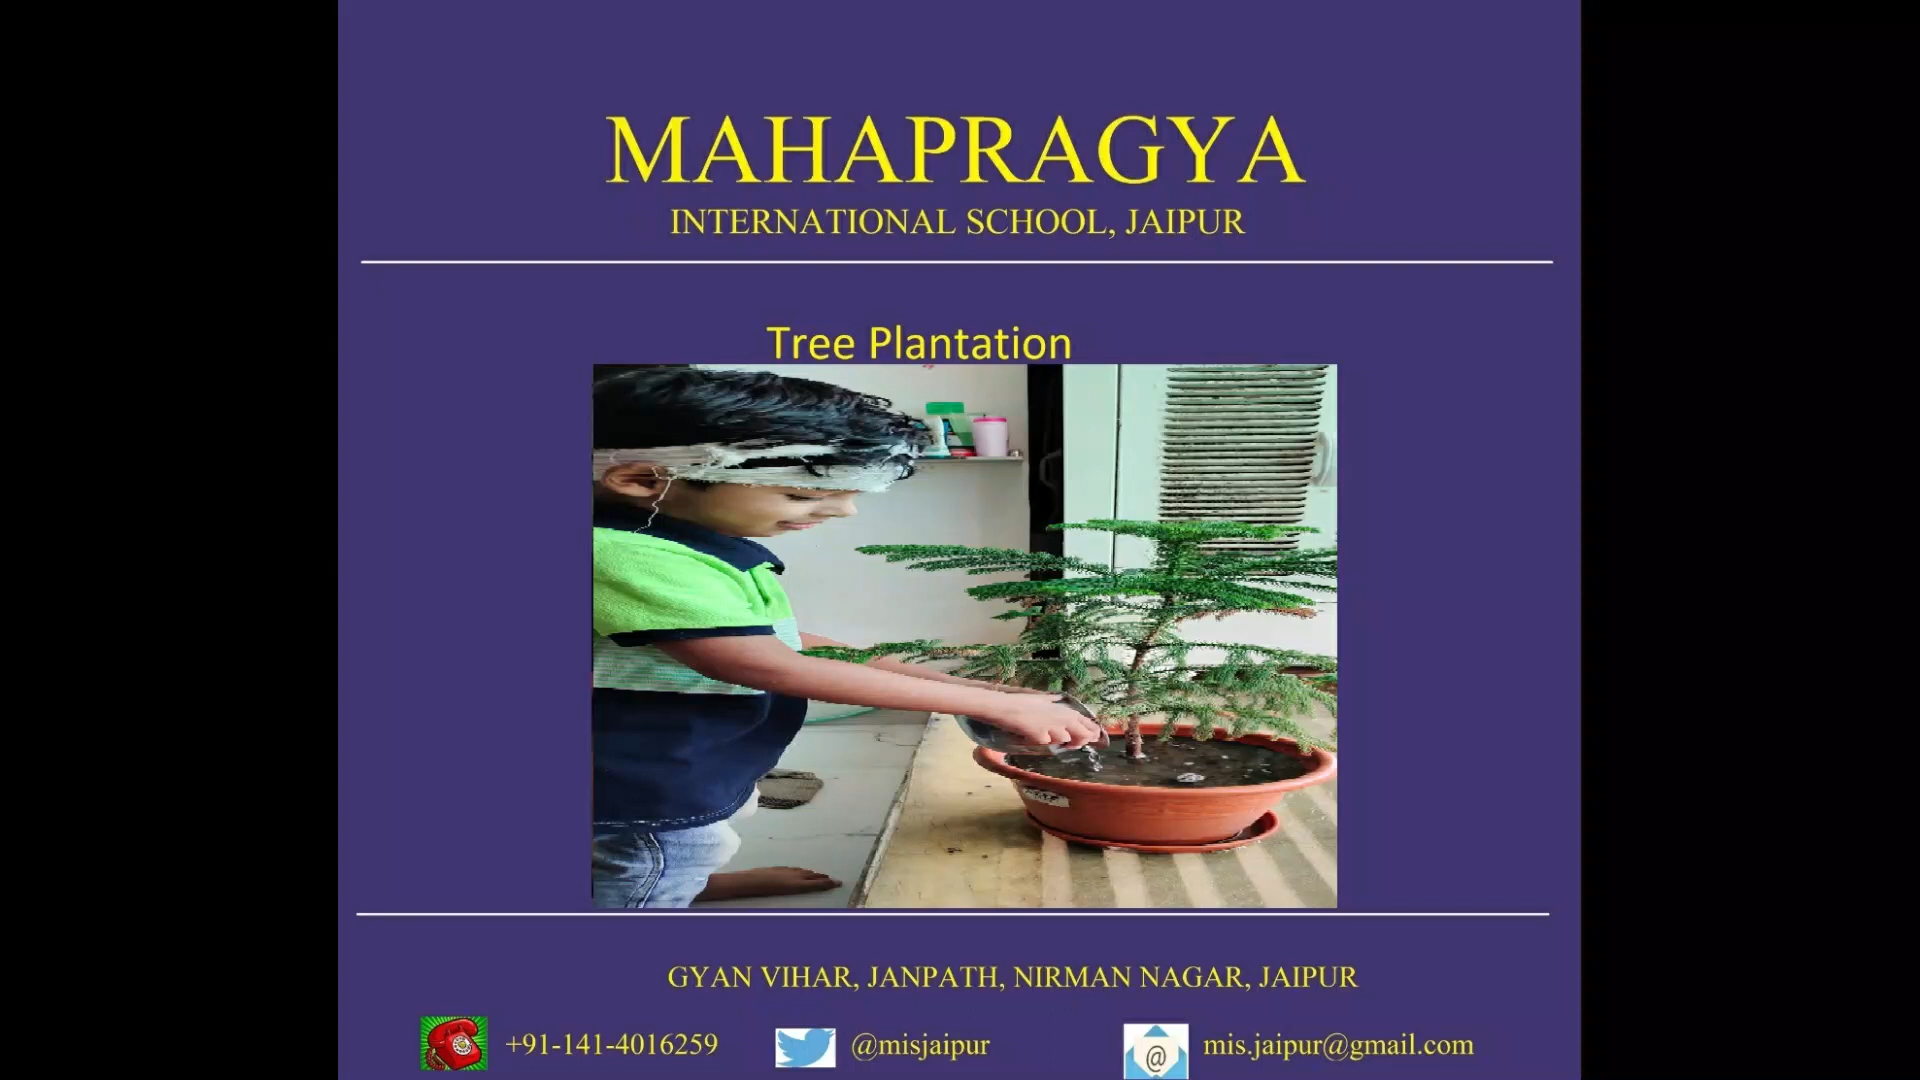 MAHAPRAGYA
INTERNATIONAL SCHOOL, JAIPUR
Tree Plantation
GYAN VIHAR, JANPATH, NIRMAN NAGAR, JAIPUR
+91-141-4016259
@misjaipur
mis.jaipur@gmail.com